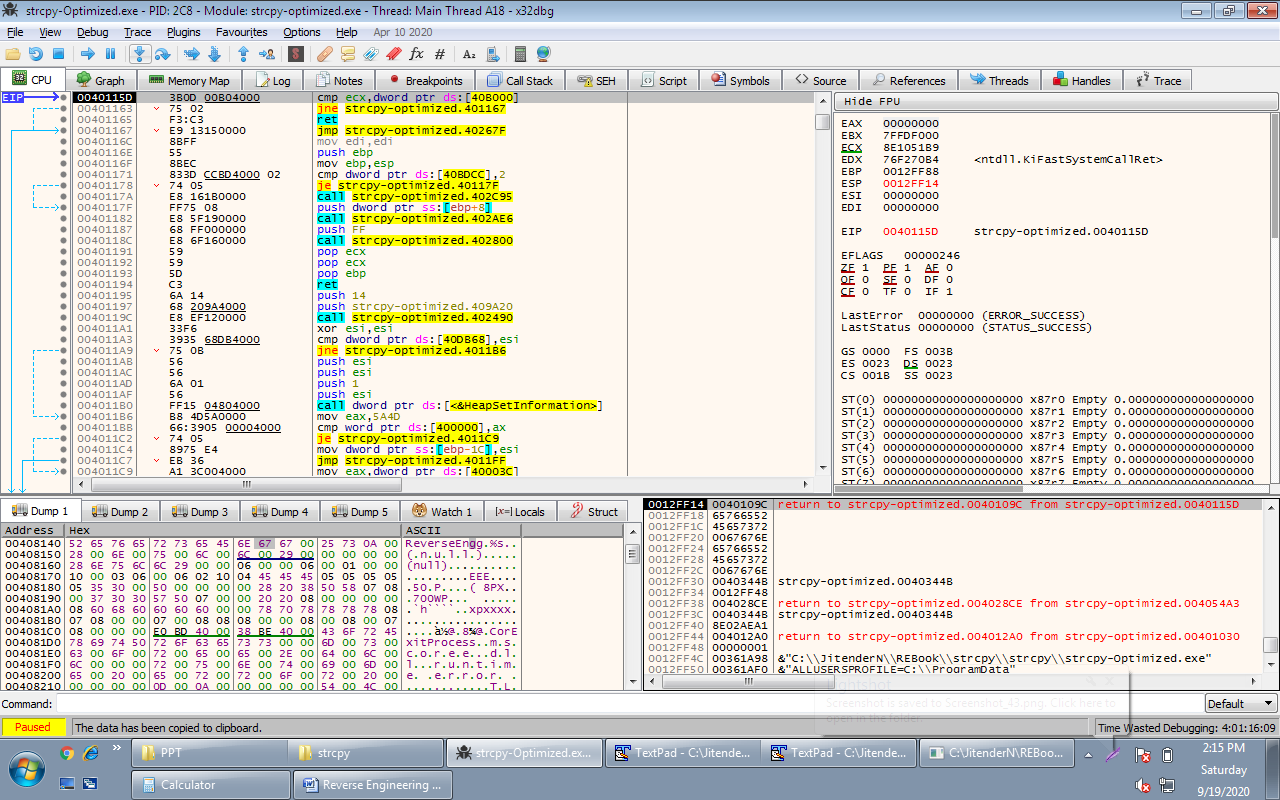 strcpy-Optimized.exe - PID: 2C8 - Module: strcpy-optimized.exe - Thread: Main Thread A18 - x32dbg
File View Debug Trace Plugins Favourites Options Help Apr 10 2020
CPU Graph Memory Map Log Notes Breakpoints Call Stack SEH Script Symbols Source References Threads Handles Trace
EIP 0040115D 3B0D 00B04000 cmp ecx,dword ptr ds:[40B000]
00401163 75 02 jne strcpy-optimized.401167
00401165 F3:C3 ret
00401167 E9 13150000 jmp strcpy-optimized.40267F
0040116C 8BFF mov edi,edi
0040116E 55 push ebp
0040116F 8BEC mov ebp,esp
00401171 833D CCBD4000 02 cmp dword ptr ds:[40BDCC],2
00401178 74 05 je strcpy-optimized.40117F
0040117A E8 161B0000 call strcpy-optimized.402C95
0040117F FF75 08 push dword ptr ss:[ebp+8]
00401182 E8 5F190000 call strcpy-optimized.402AE6
00401187 68 FF000000 push FF
0040118C E8 6F160000 call strcpy-optimized.402800
00401191 59 pop ecx
00401192 59 pop ecx
00401193 5D pop ebp
00401194 C3 ret
00401195 6A 14 push 14
00401197 68 209A4000 push strcpy-optimized.409A20
0040119C E8 EF120000 call strcpy-optimized.402490
004011A1 33F6 xor esi,esi
004011A3 3935 68DB4000 cmp dword ptr ds:[40DB68],esi
004011A9 75 0B jne strcpy-optimized.4011B6
004011AB 56 push esi
004011AC 56 push esi
004011AD 6A 01 push 1
004011AF 56 push esi
004011B0 FF15 04804000 call dword ptr ds:[<&HeapSetInformation>]
004011B6 B8 4D5A0000 mov eax,5A4D
004011BB 66:3905 00004000 cmp word ptr ds:[400000],ax
004011C2 74 05 je strcpy-optimized.4011C9
004011C4 8975 E4 mov dword ptr ss:[ebp-1C],esi
004011C7 EB 36 jmp strcpy-optimized.4011FF
004011C9 A1 3C004000 mov eax,dword ptr ds:[40003C]
Hide FPU
EAX 00000000
EBX 7FFDF000
ECX 8E1051B9
EDX 76F270B4 <ntdll.KiFastSystemCallRet>
EBP 0012FF88
ESP 0012FF14
ESI 00000000
EDI 00000000
EIP 0040115D strcpy-optimized.0040115D
EFLAGS 00000246
ZF 1 PF 1 AF 0
OF 0 SF 0 DF 0
CF 0 TF 0 IF 1
LastError 00000000 (ERROR_SUCCESS)
LastStatus 00000000 (STATUS_SUCCESS)
GS 0000 FS 003B
ES 0023 DS 0023
CS 001B SS 0023
ST(0) 00000000000000000000 x87r0 Empty 0.000000000000000000
ST(1) 00000000000000000000 x87r1 Empty 0.000000000000000000
ST(2) 00000000000000000000 x87r2 Empty 0.000000000000000000
ST(3) 00000000000000000000 x87r3 Empty 0.000000000000000000
ST(4) 00000000000000000000 x87r4 Empty 0.000000000000000000
ST(5) 00000000000000000000 x87r5 Empty 0.000000000000000000
ST(6) 00000000000000000000 x87r6 Empty 0.000000000000000000
ST(7) 00000000000000000000 x87r7 Empty 0.000000000000000000
Dump 1 Dump 2 Dump 3 Dump 4 Dump 5 Watch 1 Locals Struct
Address Hex ASCII
00408140 52 65 76 65 72 73 65 45 6E 67 67 00 25 73 0A 00 ReverseEngg.%s..
00408150 28 00 6E 00 75 00 6C 00 6C 00 29 00 00 00 00 00 (.n.u.l.l.).....
00408160 28 6E 75 6C 6C 29 00 00 06 00 00 06 00 01 00 00 (null)..........
00408170 10 00 03 06 00 06 02 10 04 45 45 45 05 05 05 05 .........EEE....
00408180 05 35 30 00 50 00 00 00 00 28 20 38 50 58 07 08 .50.P....( 8PX..
00408190 00 37 30 30 57 50 07 00 00 20 20 08 00 00 00 00 .700WP...  .....
004081A0 08 60 68 60 60 60 60 00 00 78 70 78 78 78 78 08 .`h````..xpxxxx.
004081B0 07 08 00 00 07 00 08 08 08 00 00 08 00 08 00 07 ................
004081C0 08 00 00 00 E0 BD 40 00 38 BE 40 00 43 6F 72 45 ....à½@.8¾@.CorE
004081D0 78 69 74 50 72 6F 63 65 73 73 00 00 6D 00 73 00 xitProcess..m.s.
004081E0 63 00 6F 00 72 00 65 00 65 00 2E 00 64 00 6C 00 c.o.r.e.e...d.l.
004081F0 6C 00 00 00 72 00 75 00 6E 00 74 00 69 00 6D 00 l...r.u.n.t.i.m.
00408200 65 00 20 00 65 00 72 00 72 00 6F 00 72 00 20 00 e. .e.r.r.o.r. .
00408210 00 00 00 00 0D 00 0A 00 00 00 00 00 54 00 4C 00 ............T.L.
0012FF14 0040109C return to strcpy-optimized.0040109C from strcpy-optimized.0040115D
0012FF18 65766552
0012FF1C 45657372
0012FF20 0067676E
0012FF24 65766552
0012FF28 45657372
0012FF2C 0067676E
0012FF30 0040344B strcpy-optimized.0040344B
0012FF34 0012FF48
0012FF38 004028CE return to strcpy-optimized.004028CE from strcpy-optimized.004054A3
0012FF3C 0040344B strcpy-optimized.0040344B
0012FF40 8E02AEA1
0012FF44 004012A0 return to strcpy-optimized.004012A0 from strcpy-optimized.00401030
0012FF48 00000001
0012FF4C 00361A98 &"C:\\JitenderN\\REBook\\strcpy\\strcpy\\strcpy-Optimized.exe"
0012FF50 00361AF0 &"ALLUSERSPROFILE=C:\\ProgramData"
Screenshot is saved to Screenshot_43.png. Click here to open in the folder.
Command: Default
Paused The data has been copied to clipboard. Time Wasted Debugging: 4:01:16:09
PPT strcpy strcpy-Optimized.ex... TextPad - C:\Jitende... TextPad - C:\Jitende... C:\JitenderN\REBoo...
Calculator Reverse Engineering ...
2:15 PM
Saturday
9/19/2020